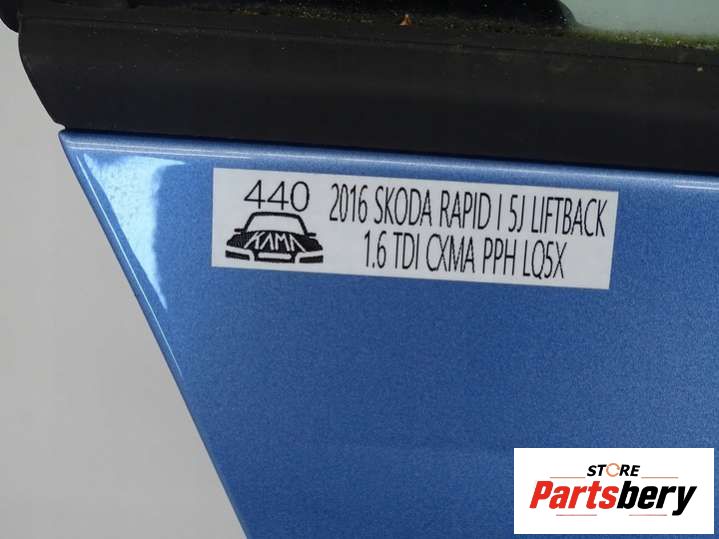 440
KAMA
2016 SKODA RAPID I 5J LIFTBACK
1.6 TDI CXMA PPH LQ5X
STORE
Partsbery